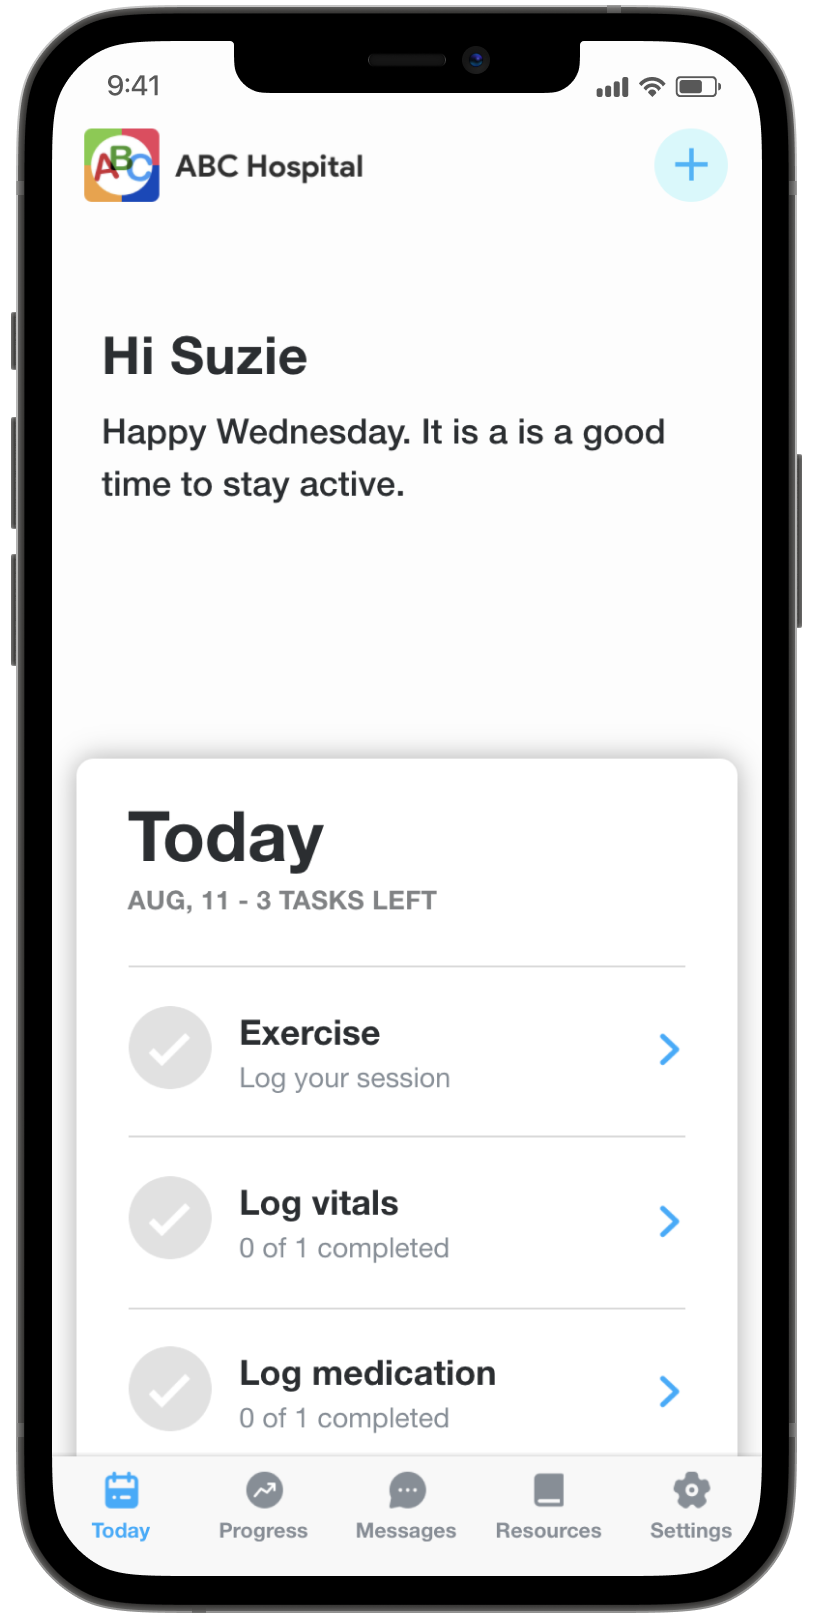 9:41
ABC
ABC Hospital
Hi Suzie
Happy Wednesday. It is a is a good
time to stay active.
Today
AUG, 11 - 3 TASKS LEFT
Exercise
Log your session
Log vitals
0 of 1 completed
Log medication
0 of 1 completed
Today Progress Messages Resources Settings